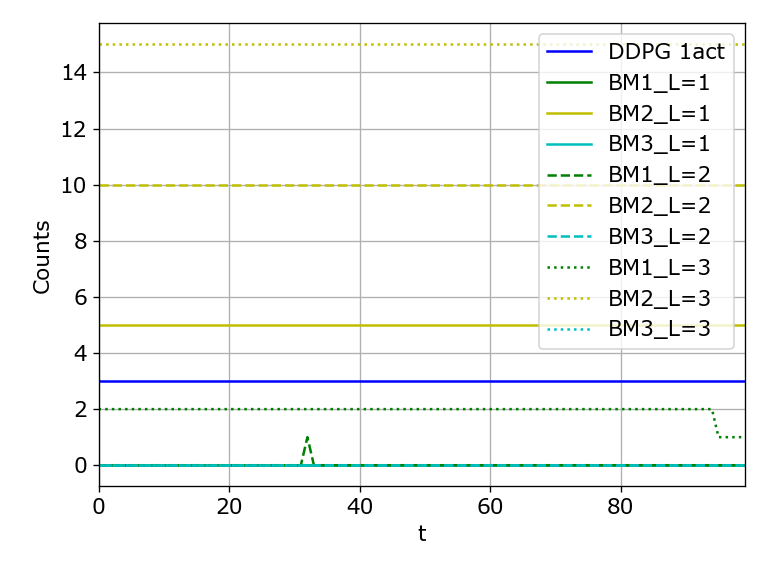 DDPG 1act
BM1_L=1
BM2_L=1
BM3_L=1
BM1_L=2
BM2_L=2
BM3_L=2
BM1_L=3
BM2_L=3
BM3_L=3
14
12
10
8
6
4
2
0
Counts
0 20 40 60 80
t